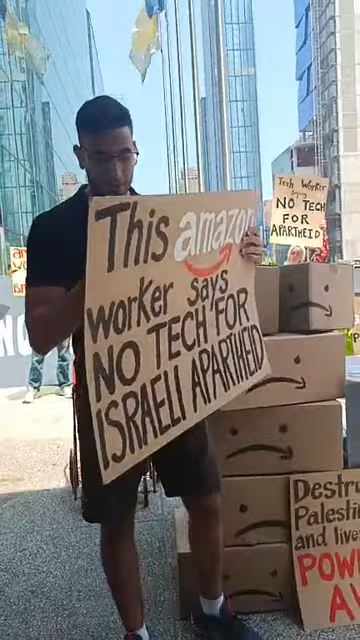 This amazon
worker says
NO TECH FOR
ISRAELI APARTHEID
Tech Worker
Says
NO TECH
FOR
APARTHEID
Destr
Palesti
and live
POW
A